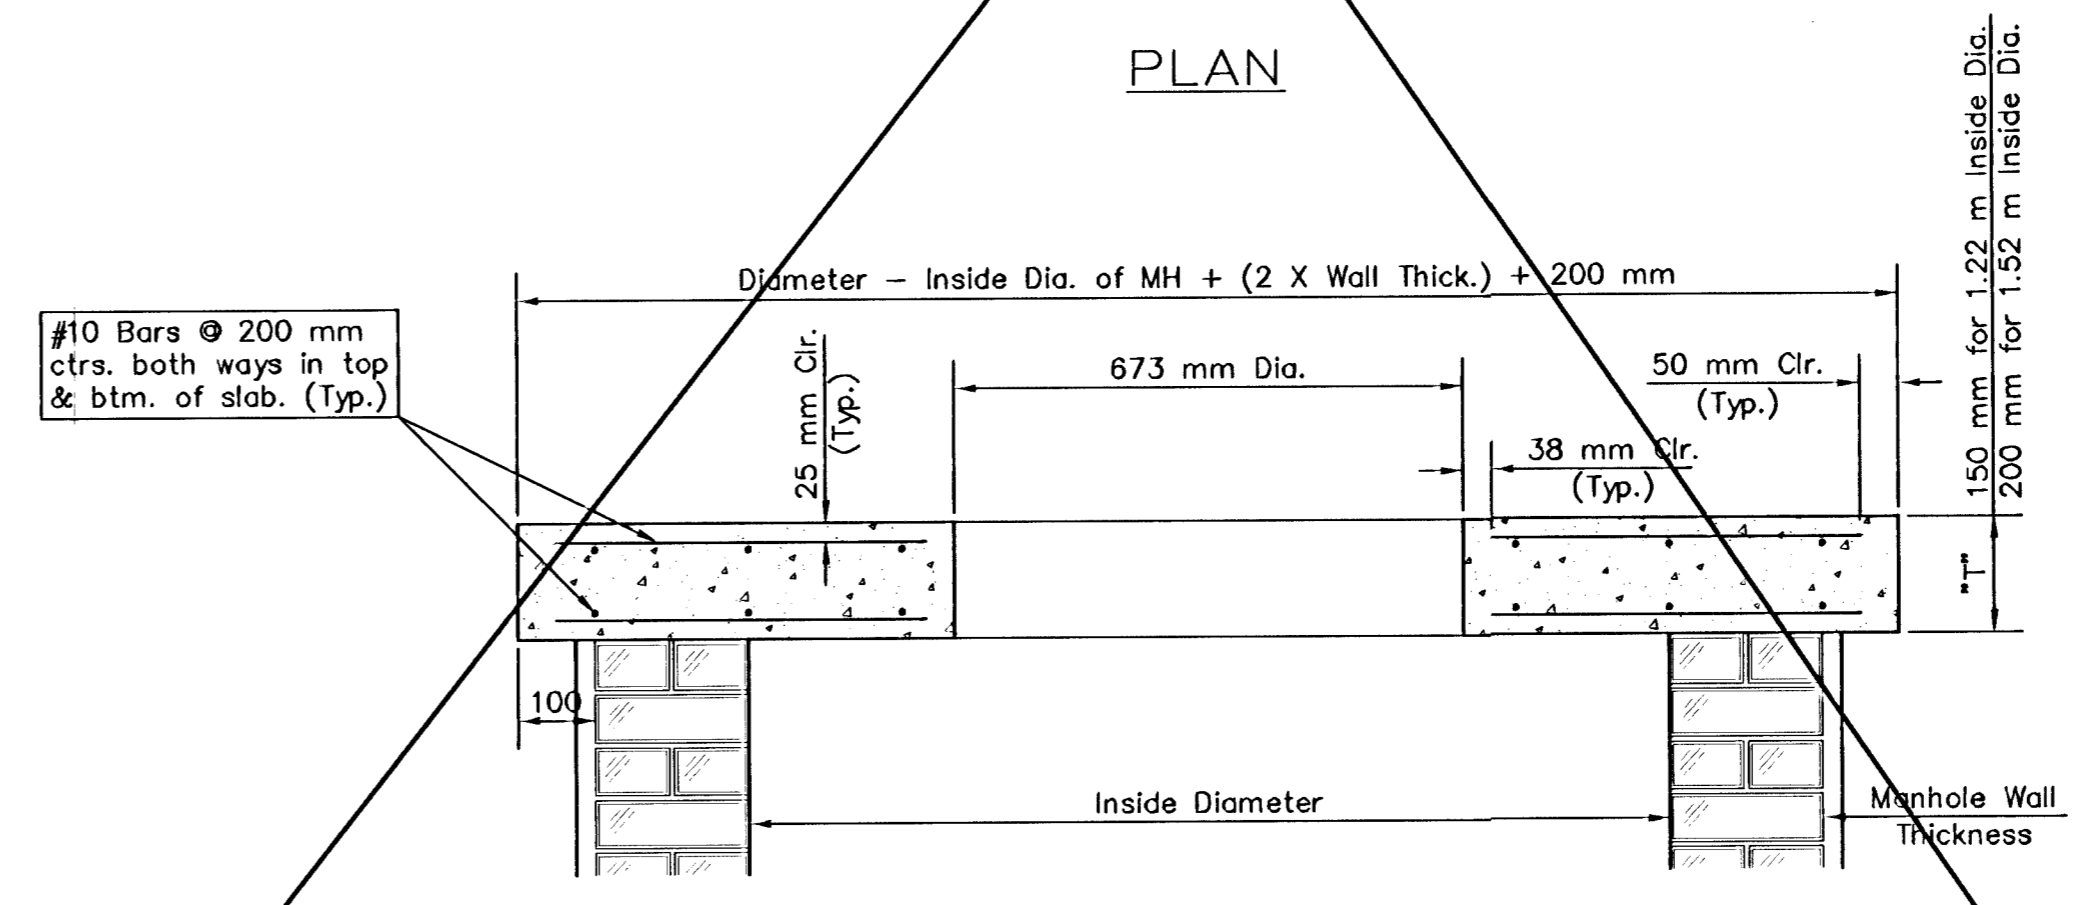 PLAN
150 mm for 1.22 m Inside Dia.
200 mm for 1.52 m Inside Dia.
Diameter – Inside Dia. of MH + (2 X Wall Thick.) + 200 mm
#10 Bars @ 200 mm
ctrs. both ways in top
& btm. of slab. (Typ.)
25 mm Clr.
(Typ.)
673 mm Dia.
50 mm Clr.
(Typ.)
38 mm Clr.
(Typ.)
"T"
100
Inside Diameter
Manhole Wall
Thickness